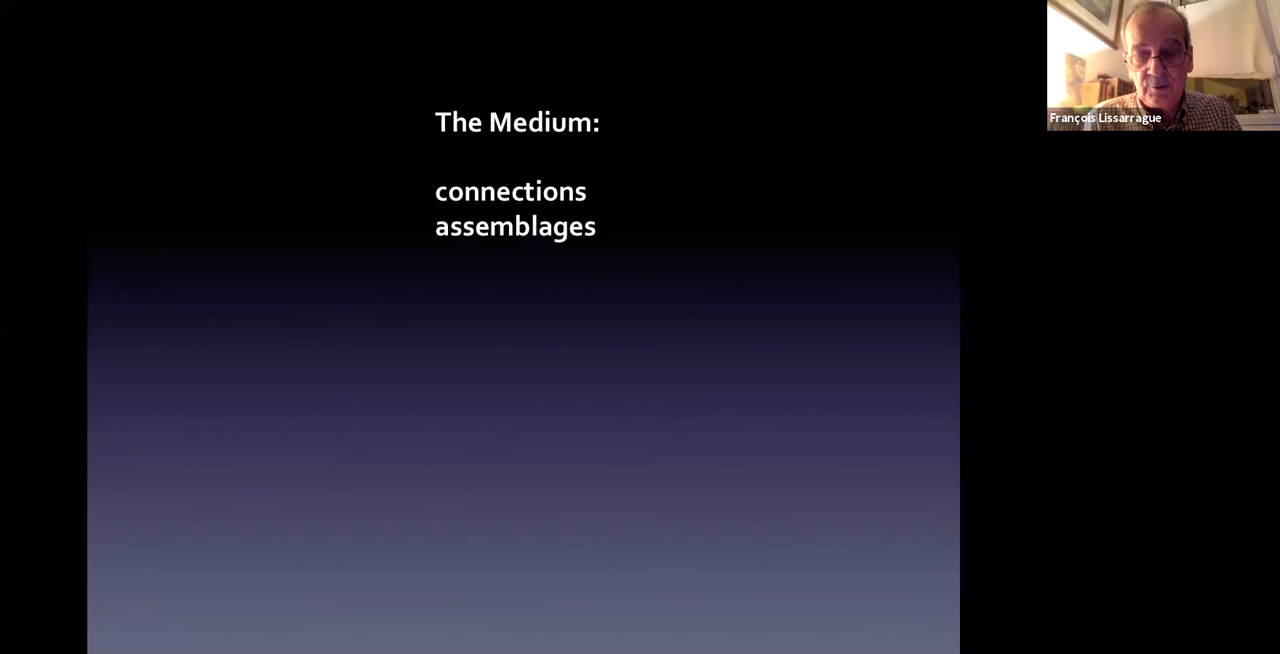 The Medium:
connections
assemblages
François Lissarrague